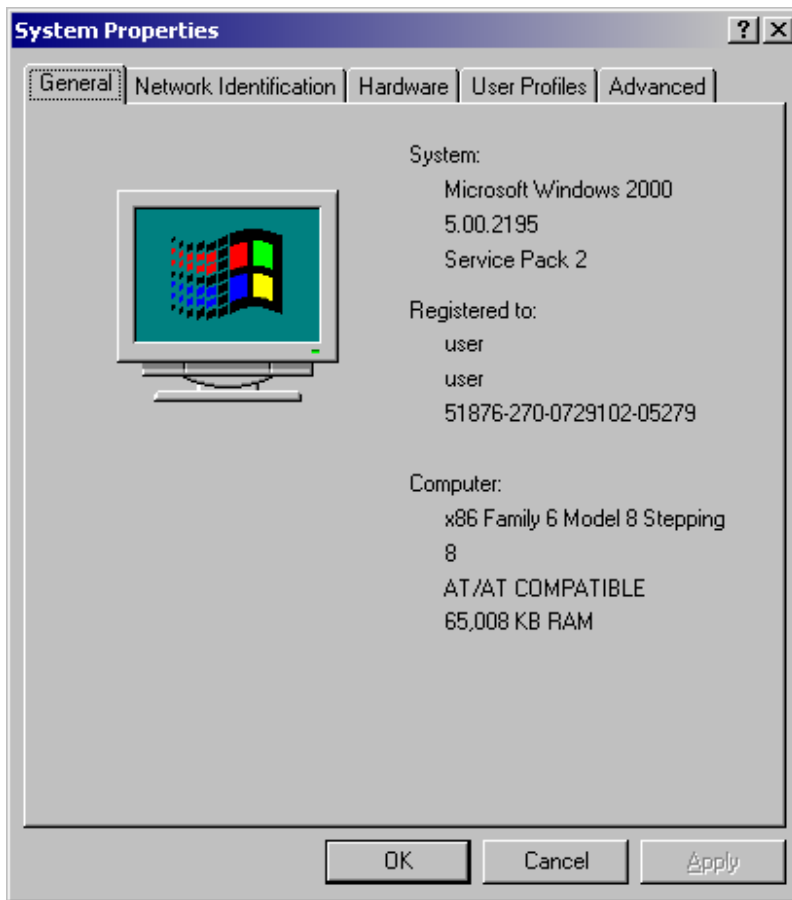 System Properties
General
Network Identification
Hardware
User Profiles
Advanced
System:
Microsoft Windows 2000
5.00.2195
Service Pack 2
Registered to:
user
user
51876-270-0729102-05279
Computer:
x86 Family 6 Model 8 Stepping
8
AT/AT COMPATIBLE
65,008 KB RAM
OK
Cancel
Apply